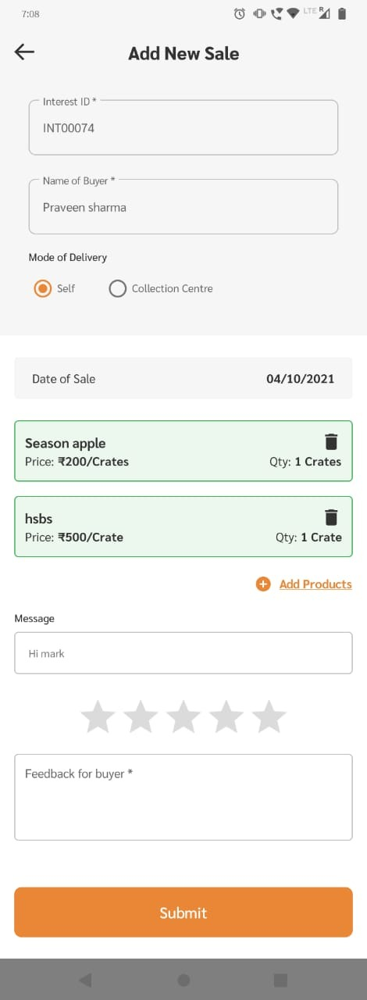 7:08
LTE R
Add New Sale
Interest ID *
INT00074
Name of Buyer *
Praveen sharma
Mode of Delivery
Self
Collection Centre
Date of Sale 04/10/2021
Season apple
Price: ₹200/Crates Qty: 1 Crates
hsbs
Price: ₹500/Crate Qty: 1 Crate
Add Products
Message
Hi mark
Feedback for buyer *
Submit